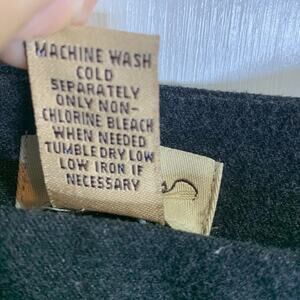 MACHINE WASH
COLD
SEPARATELY
ONLY NON-
CHLORINE BLEACH
WHEN NEEDED
TUMBLE DRY LOW
LOW IRON IF
NECESSARY
S